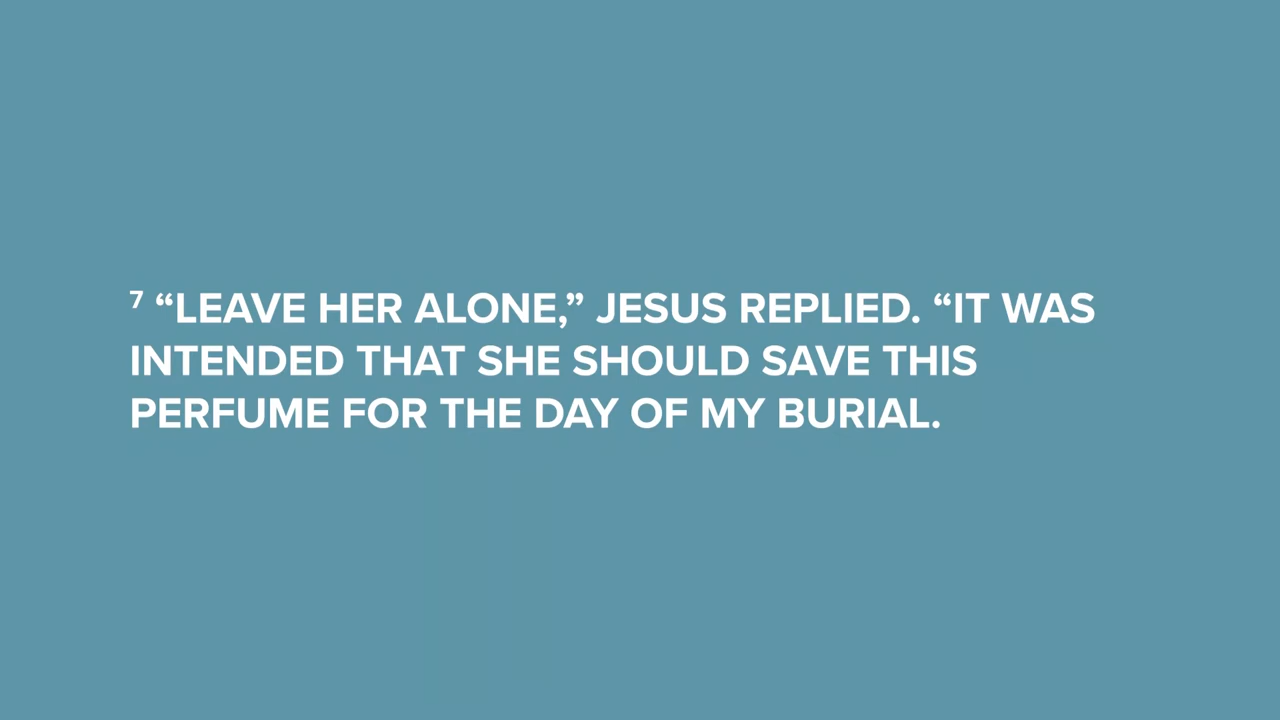 ⁷ “LEAVE HER ALONE,” JESUS REPLIED. “IT WAS
INTENDED THAT SHE SHOULD SAVE THIS
PERFUME FOR THE DAY OF MY BURIAL.